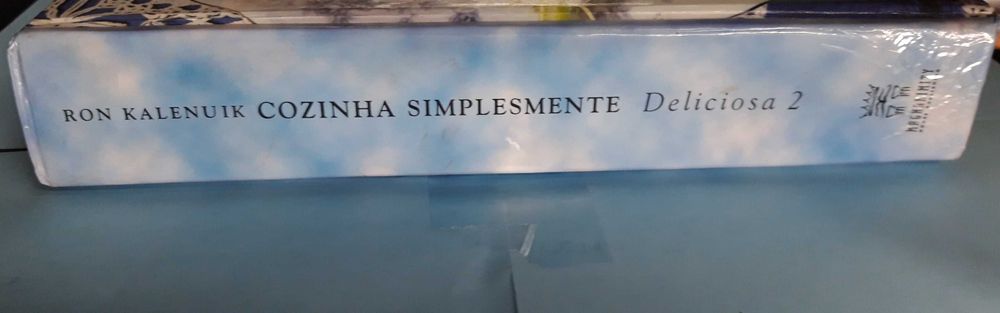 RON KALENUIK COZINHA SIMPLESMENTE Deliciosa 2